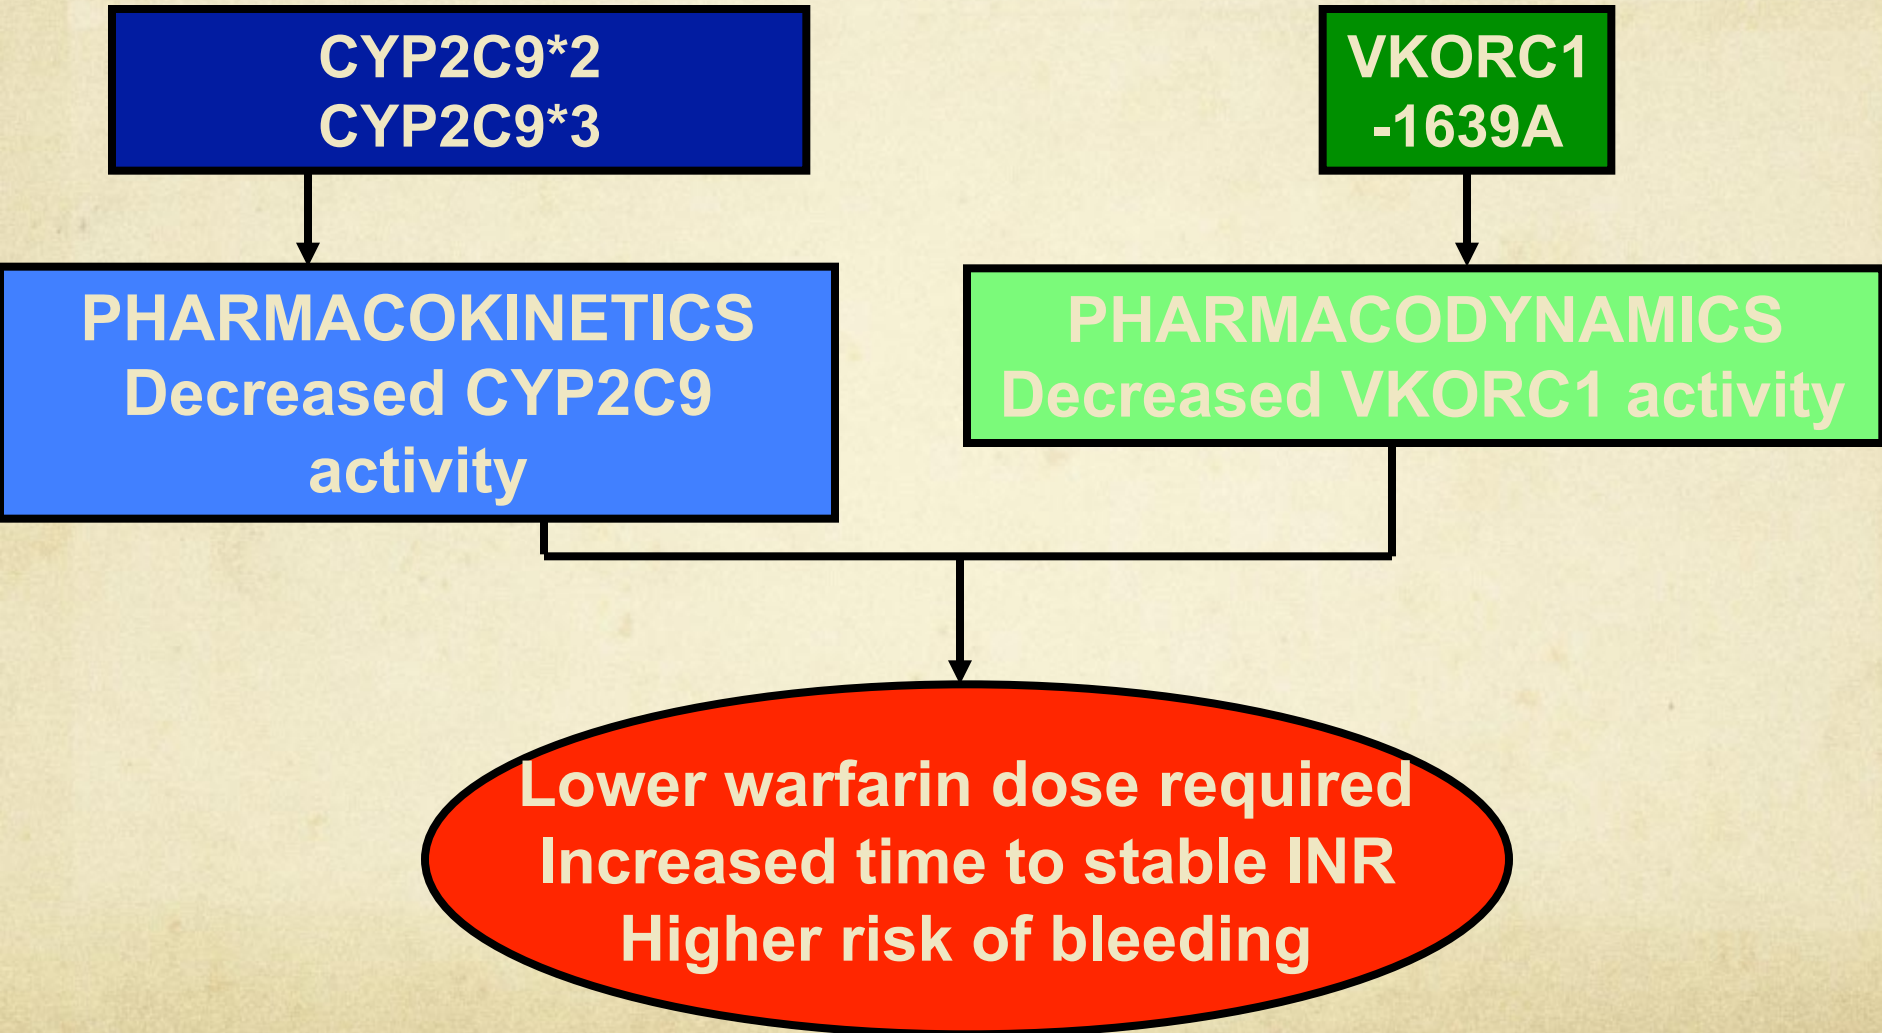 CYP2C9*2
CYP2C9*3
VKORC1
-1639A
PHARMACOKINETICS
Decreased CYP2C9
activity
PHARMACODYNAMICS
Decreased VKORC1 activity
Lower warfarin dose required
Increased time to stable INR
Higher risk of bleeding